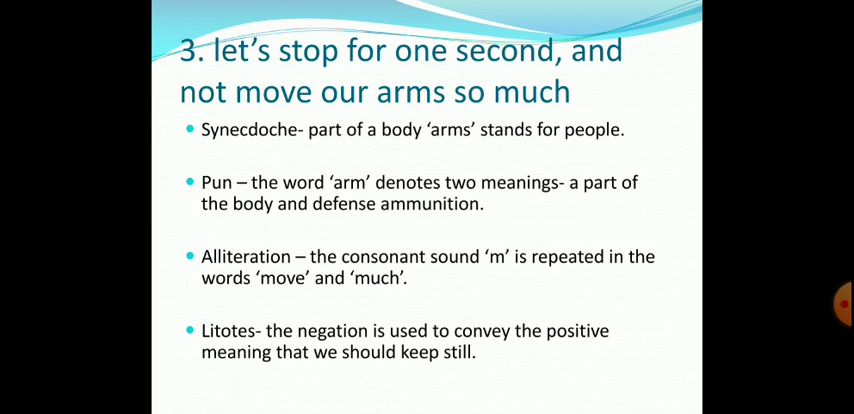 3. let’s stop for one second, and
not move our arms so much
• Synecdoche- part of a body ‘arms’ stands for people.
• Pun – the word ‘arm’ denotes two meanings- a part of
the body and defense ammunition.
• Alliteration – the consonant sound ‘m’ is repeated in the
words ‘move’ and ‘much’.
• Litotes- the negation is used to convey the positive
meaning that we should keep still.